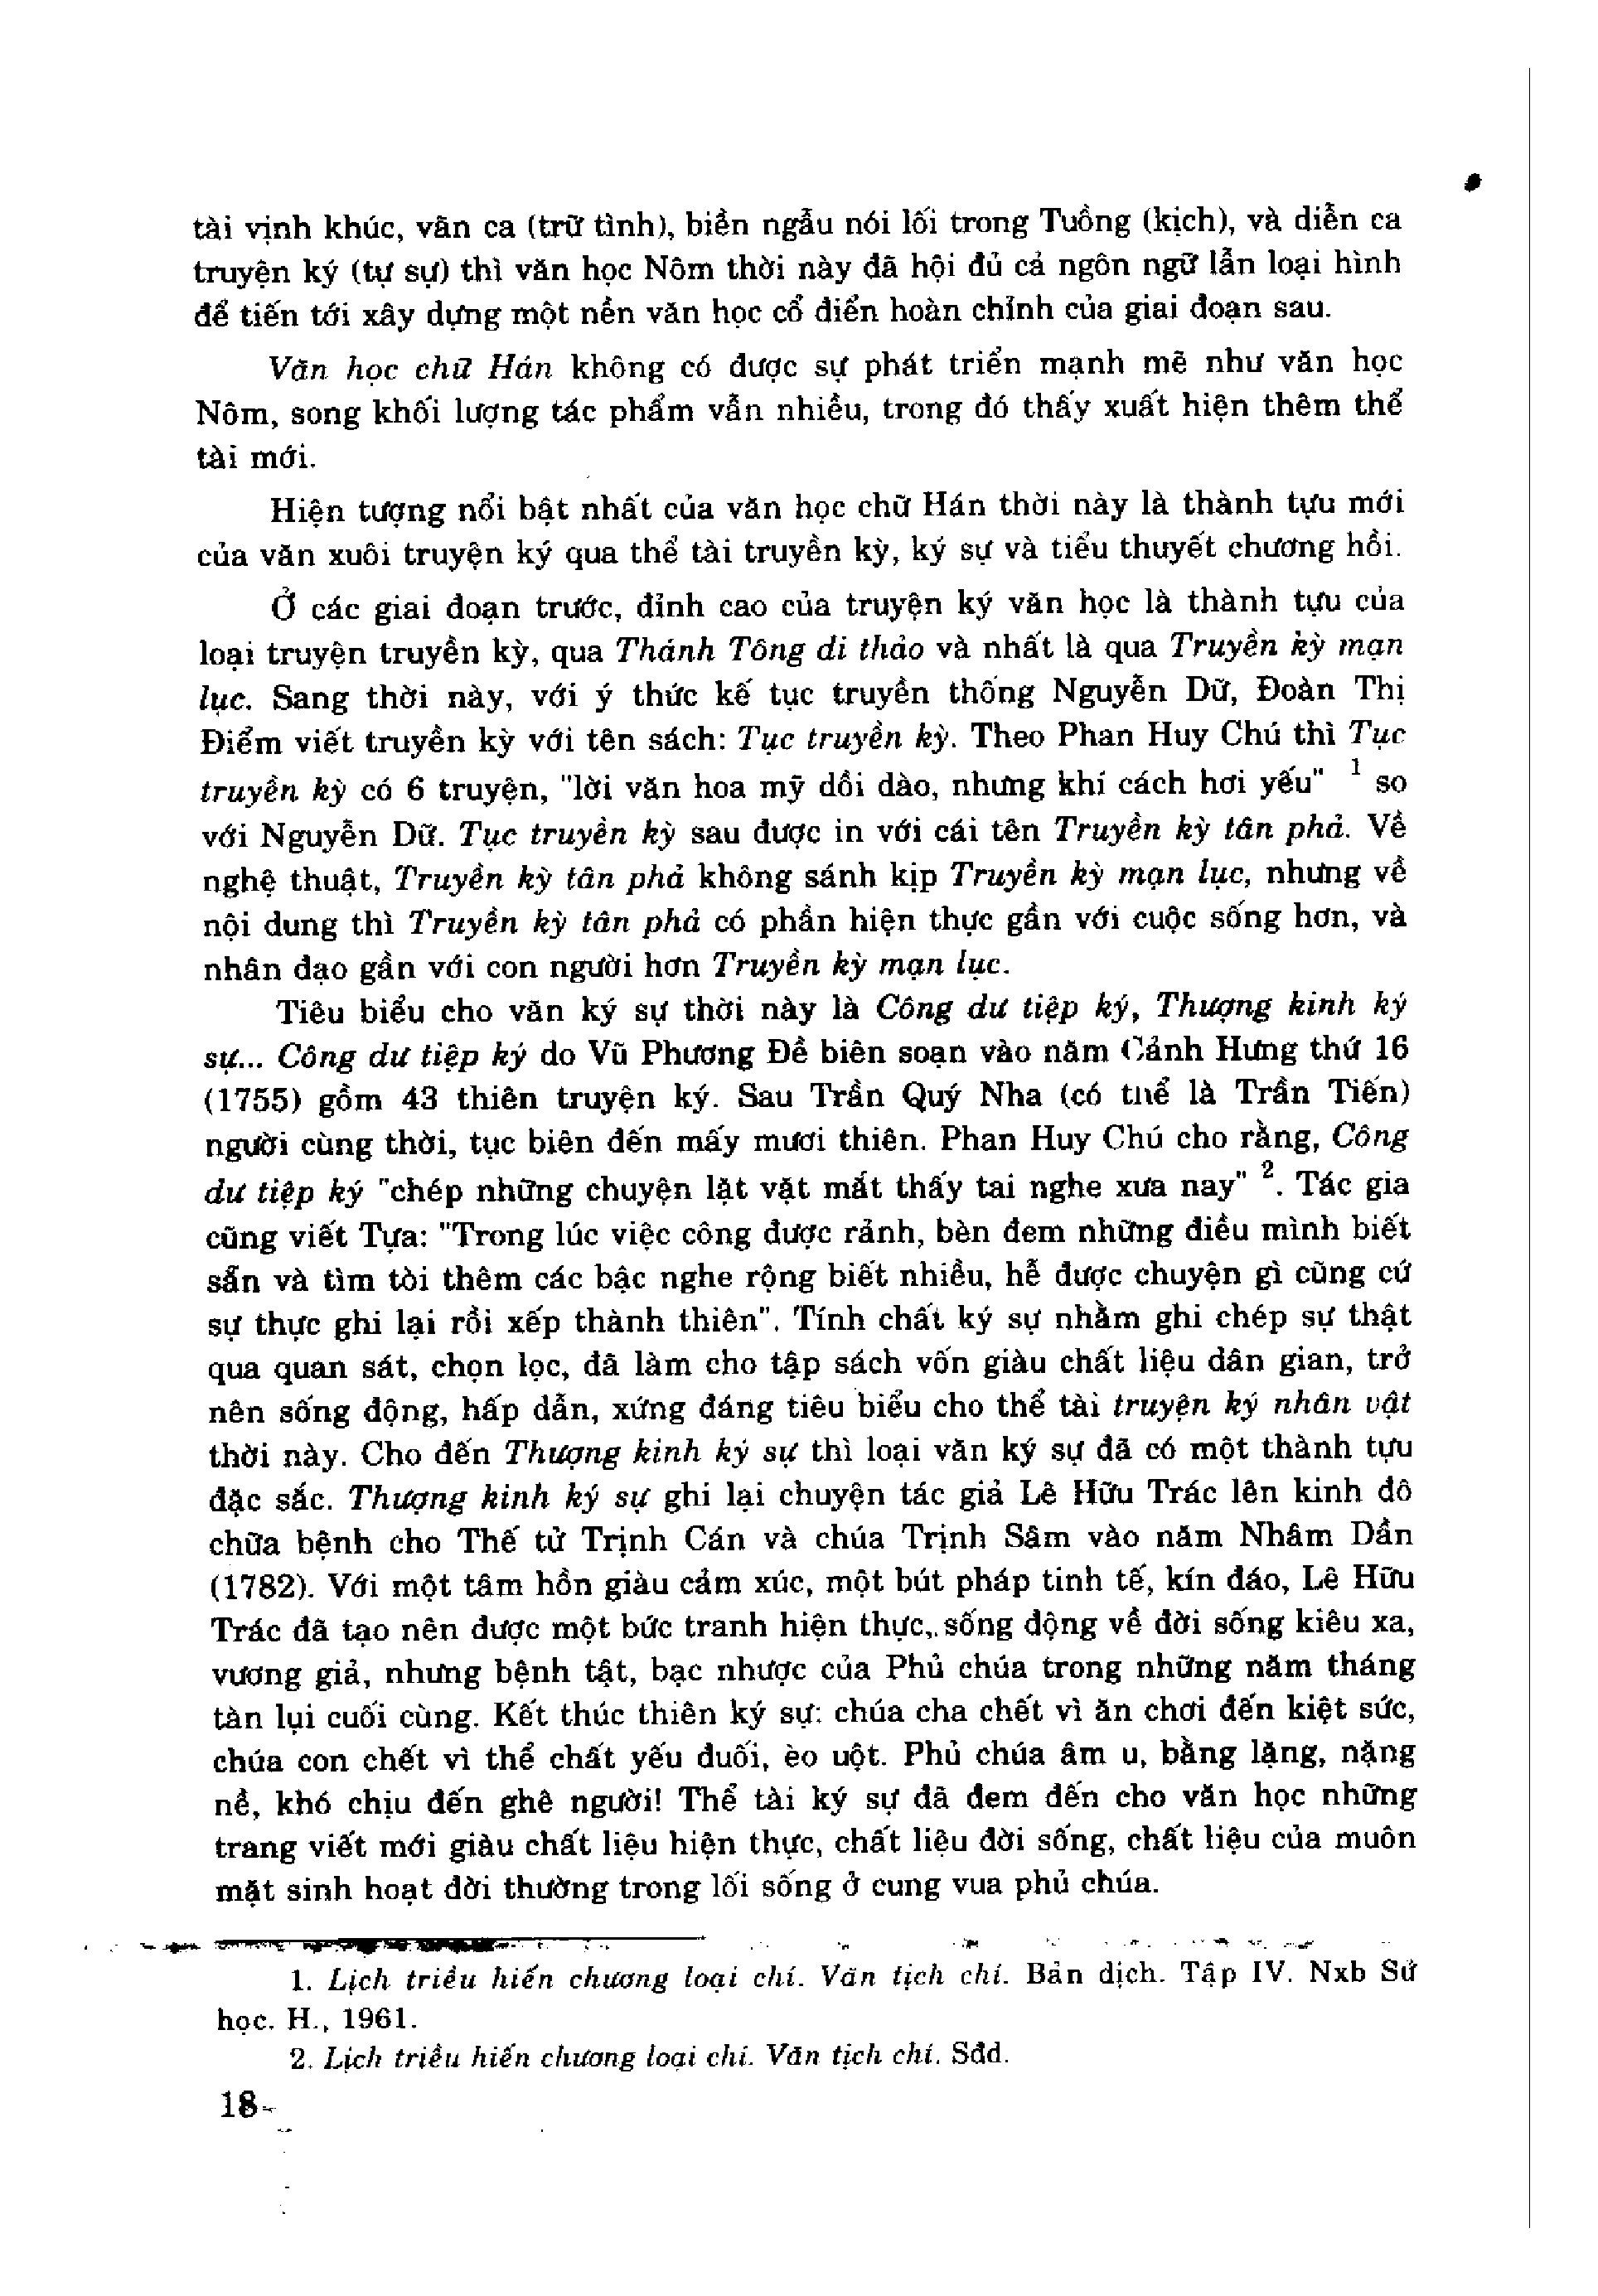 tài vịnh khúc, vãn ca (trữ tình), biền ngẫu nói lối trong Tuồng (kịch), và diễn ca
truyện ký (tự sự) thì văn học Nôm thời này đã hội đủ cả ngôn ngữ lẫn loại hình
để tiến tới xây dựng một nền văn học cổ điển hoàn chỉnh của giai đoạn sau.
Văn học chữ Hán không có được sự phát triển mạnh mẽ như văn học
Nôm, song khối lượng tác phẩm vẫn nhiều, trong đó thấy xuất hiện thêm thể
tài mới.
Hiện tượng nổi bật nhất của văn học chữ Hán thời này là thành tựu mới
của văn xuôi truyện ký qua thể tài truyền kỳ, ký sự và tiểu thuyết chương hồi.
Ở các giai đoạn trước, đỉnh cao của truyện ký văn học là thành tựu của
loại truyện truyền kỳ, qua Thánh Tông di thảo và nhất là qua Truyền kỳ mạn
lục. Sang thời này, với ý thức kế tục truyền thống Nguyễn Dữ, Đoàn Thị
Điểm viết truyền kỳ với tên sách: Tục truyền kỳ. Theo Phan Huy Chú thì Tục
truyền kỳ có 6 truyện, "lời văn hoa mỹ dồi dào, nhưng khí cách hơi yếu" 1 so
với Nguyễn Dữ. Tục truyền kỳ sau được in với cái tên Truyền kỳ tân phả. Về
nghệ thuật, Truyền kỳ tân phả không sánh kịp Truyền kỳ mạn lục, nhưng về
nội dung thì Truyền kỳ tân phả có phần hiện thực gần với cuộc sống hơn, và
nhân đạo gần với con người hơn Truyền kỳ mạn lục.
Tiêu biểu cho văn ký sự thời này là Công dư tiệp ký, Thượng kinh ký
sự... Công dư tiệp ký do Vũ Phương Đề biên soạn vào năm Cảnh Hưng thứ 16
(1755) gồm 43 thiên truyện ký. Sau Trần Quý Nha (có thể là Trần Tiến)
người cùng thời, tục biên đến mấy mươi thiên. Phan Huy Chú cho rằng, Công
dư tiệp ký "chép những chuyện lặt vặt mắt thấy tai nghe xưa nay" 2. Tác gia
cũng viết Tựa: "Trong lúc việc công được rảnh, bèn đem những điều mình biết
sẵn và tìm tòi thêm các bậc nghe rộng biết nhiều, hễ được chuyện gì cũng cứ
sự thực ghi lại rồi xếp thành thiên". Tính chất ký sự nhằm ghi chép sự thật
qua quan sát, chọn lọc, đã làm cho tập sách vốn giàu chất liệu dân gian, trở
nên sống động, hấp dẫn, xứng đáng tiêu biểu cho thể tài truyện ký nhân vật
thời này. Cho đến Thượng kinh ký sự thì loại văn ký sự đã có một thành tựu
đặc sắc. Thượng kinh ký sự ghi lại chuyện tác giả Lê Hữu Trác lên kinh đô
chữa bệnh cho Thế tử Trịnh Cán và chúa Trịnh Sâm vào năm Nhâm Dần
(1782). Với một tâm hồn giàu cảm xúc, một bút pháp tinh tế, kín đáo, Lê Hữu
Trác đã tạo nên được một bức tranh hiện thực, sống động về đời sống kiêu xa,
vương giả, nhưng bệnh tật, bạc nhược của Phủ chúa trong những năm tháng
tàn lụi cuối cùng. Kết thúc thiên ký sự: chúa cha chết vì ăn chơi đến kiệt sức,
chúa con chết vì thể chất yếu đuối, èo uột. Phủ chúa âm u, bằng lặng, nặng
nề, khó chịu đến ghê người! Thể tài ký sự đã đem đến cho văn học những
trang viết mới giàu chất liệu hiện thực, chất liệu đời sống, chất liệu của muôn
mặt sinh hoạt đời thường trong lối sống ở cung vua phủ chúa.
1. Lịch triều hiến chương loại chí. Văn tịch chí. Bản dịch. Tập IV. Nxb Sử
học. H., 1961.
2. Lịch triều hiến chương loại chí. Văn tịch chí. Sđd.
18